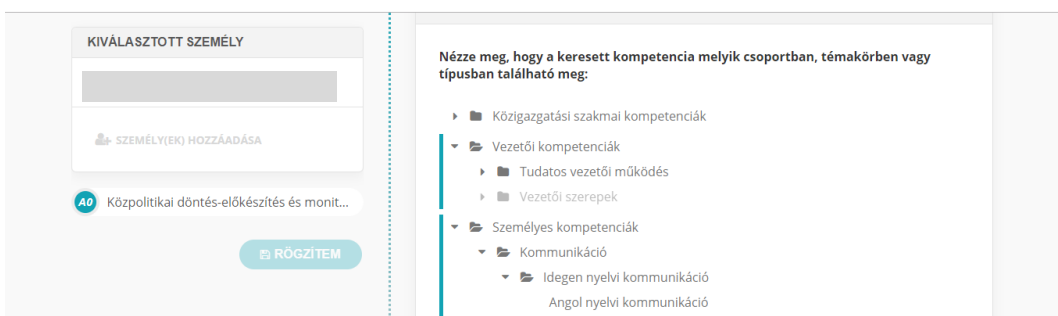 KIVÁLASZTOTT SZEMÉLY
SZEMÉLY(EK) HOZZÁADÁSA
A0 Közpolitikai döntés-előkészítés és monit...
RÖGZÍTEM
Nézze meg, hogy a keresett kompetencia melyik csoportban, témakörben vagy
típusban található meg:
Közigazgatási szakmai kompetenciák
Vezetői kompetenciák
Tudatos vezetői működés
Vezetői szerepek
Személyes kompetenciák
Kommunikáció
Idegen nyelvi kommunikáció
Angol nyelvi kommunikáció